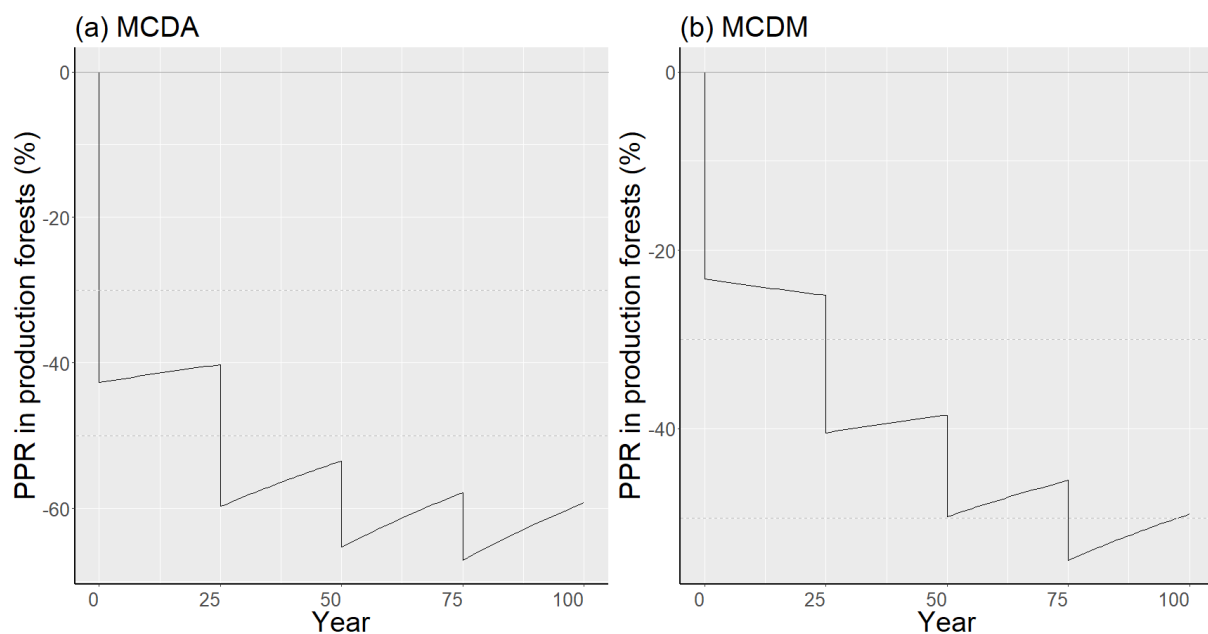 (a) MCDA
PPR in production forests (%)
0
-20
-40
-60
0 25 50 75 100
Year
(b) MCDM
PPR in production forests (%)
0
-20
-40
0 25 50 75 100
Year